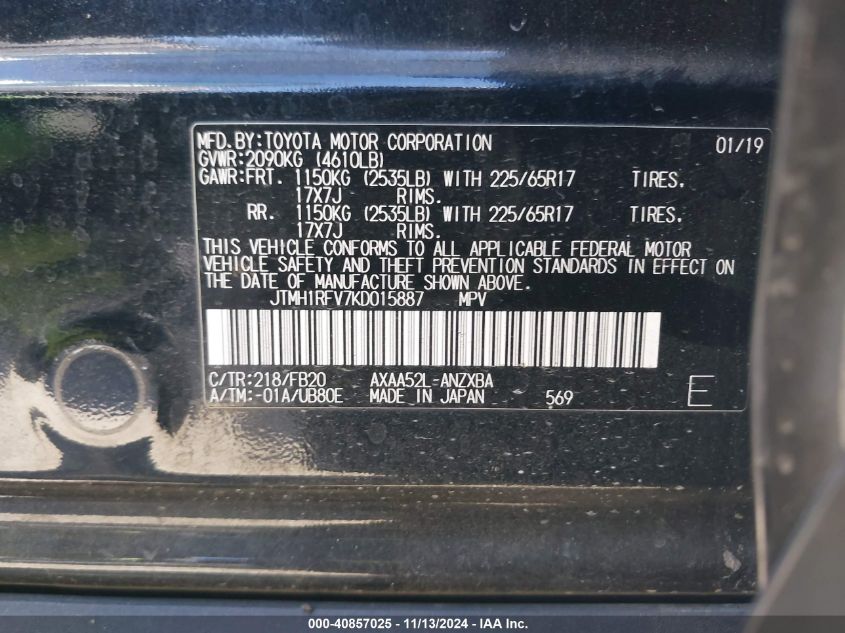 MFD. BY: TOYOTA MOTOR CORPORATION 01/19
GVWR: 2090KG (4610LB)
GAWR: FRT. 1150KG (2535LB) WITH 225/65R17 TIRES.
17X7J RIMS.
RR. 1150KG (2535LB) WITH 225/65R17 TIRES.
17X7J RIMS.
THIS VEHICLE CONFORMS TO ALL APPLICABLE FEDERAL MOTOR
VEHICLE SAFETY AND THEFT PREVENTION STANDARDS IN EFFECT ON
THE DATE OF MANUFACTURE SHOWN ABOVE.
JTMH1RFV7KD015887 MPV
C/TR: 218/FB20 AXAA52L-ANZXBA
A/TM: -01A/UB80E MADE IN JAPAN 569 E
000-40857025 - 11/13/2024 - IAA Inc.